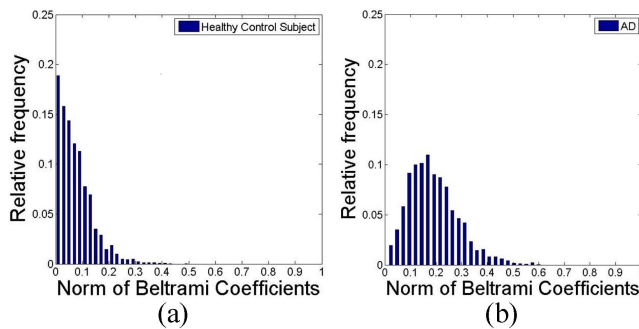 Healthy Control Subject
Relative frequency
0.25
0.2
0.15
0.1
0.05
0
0 0.1 0.2 0.3 0.4 0.5 0.6 0.7 0.8 0.9 1
Norm of Beltrami Coefficients
(a)
AD
Relative frequency
0.25
0.2
0.15
0.1
0.05
0
0 0.1 0.2 0.3 0.4 0.5 0.6 0.7 0.8 0.9 1
Norm of Beltrami Coefficients
(b)